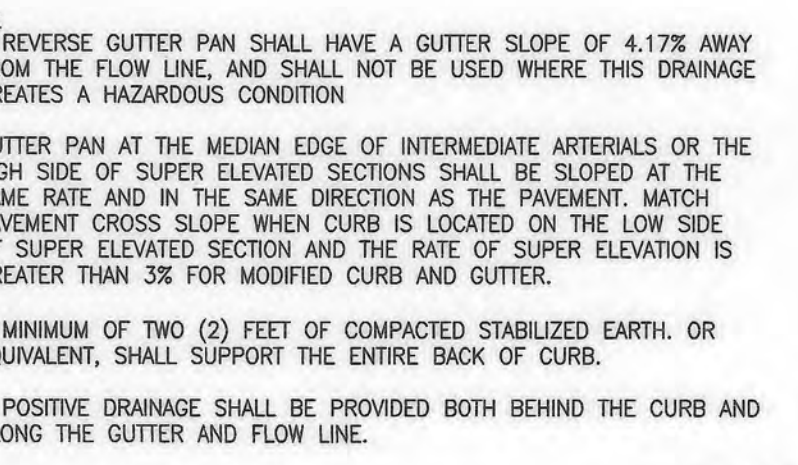 REVERSE GUTTER PAN SHALL HAVE A GUTTER SLOPE OF 4.17% AWAY
OM THE FLOW LINE, AND SHALL NOT BE USED WHERE THIS DRAINAGE
REATES A HAZARDOUS CONDITION
UTTER PAN AT THE MEDIAN EDGE OF INTERMEDIATE ARTERIALS OR THE
GH SIDE OF SUPER ELEVATED SECTIONS SHALL BE SLOPED AT THE
AME RATE AND IN THE SAME DIRECTION AS THE PAVEMENT. MATCH
AVEMENT CROSS SLOPE WHEN CURB IS LOCATED ON THE LOW SIDE
F SUPER ELEVATED SECTION AND THE RATE OF SUPER ELEVATION IS
REATER THAN 3% FOR MODIFIED CURB AND GUTTER.
MINIMUM OF TWO (2) FEET OF COMPACTED STABILIZED EARTH. OR
QUIVALENT, SHALL SUPPORT THE ENTIRE BACK OF CURB.
POSITIVE DRAINAGE SHALL BE PROVIDED BOTH BEHIND THE CURB AND
ONG THE GUTTER AND FLOW LINE.